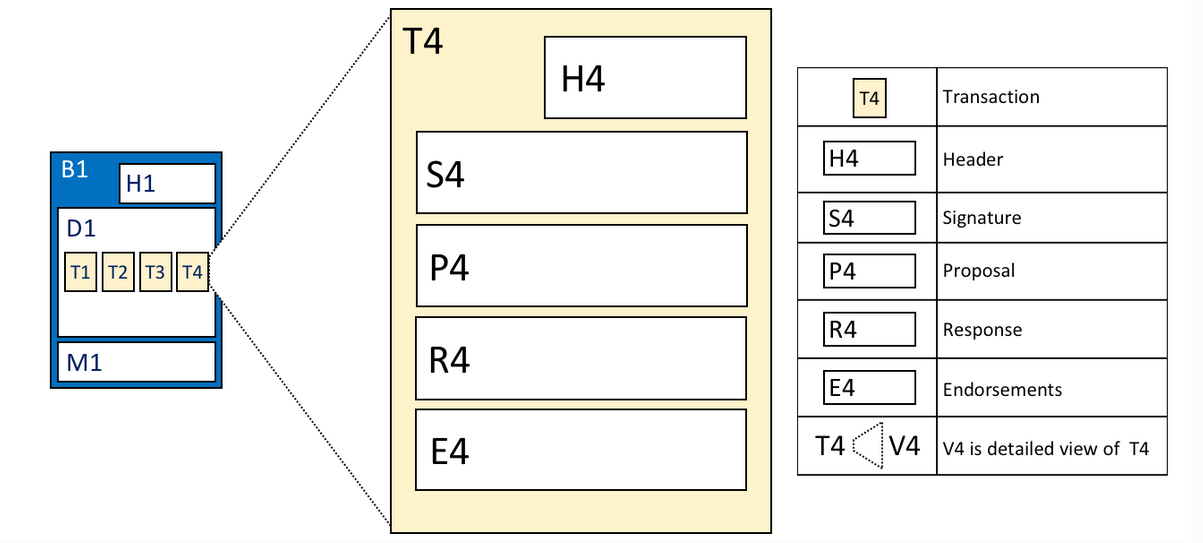 B1
H1
D1
T1
T2
T3
T4
M1
T4
H4
S4
P4
R4
E4
T4 Transaction
H4 Header
S4 Signature
P4 Proposal
R4 Response
E4 Endorsements
T4 V4 V4 is detailed view of T4